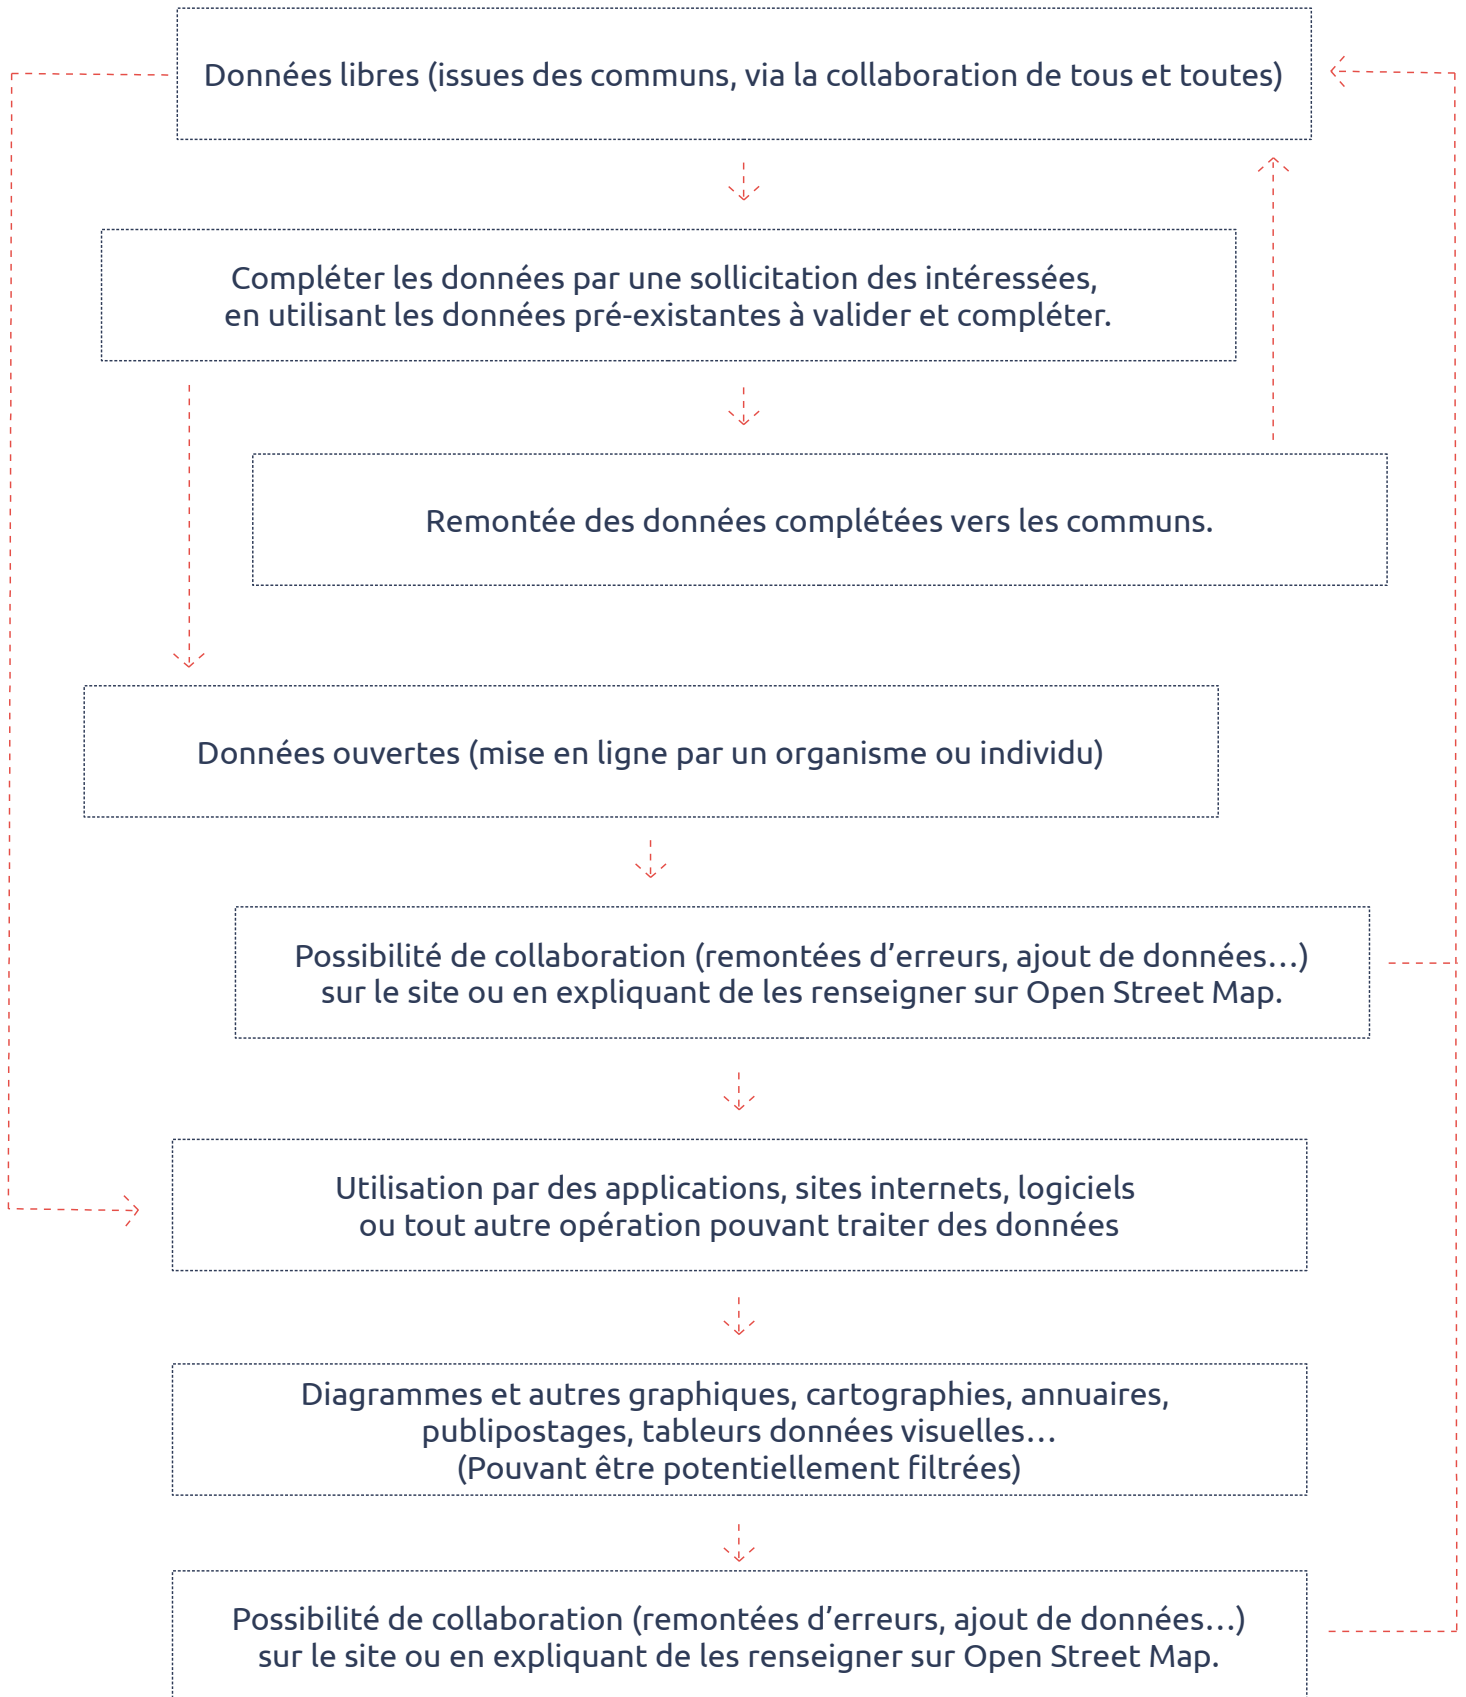 Données libres (issues des communs, via la collaboration de tous et toutes)
Compléter les données par une sollicitation des intéressées,
en utilisant les données pré-existantes à valider et compléter.
Remontée des données complétées vers les communs.
Données ouvertes (mise en ligne par un organisme ou individu)
Possibilité de collaboration (remontées d’erreurs, ajout de données…)
sur le site ou en expliquant de les renseigner sur Open Street Map.
Utilisation par des applications, sites internets, logiciels
ou tout autre opération pouvant traiter des données
Diagrammes et autres graphiques, cartographies, annuaires,
publipostages, tableurs données visuelles…
(Pouvant être potentiellement filtrées)
Possibilité de collaboration (remontées d’erreurs, ajout de données…)
sur le site ou en expliquant de les renseigner sur Open Street Map.